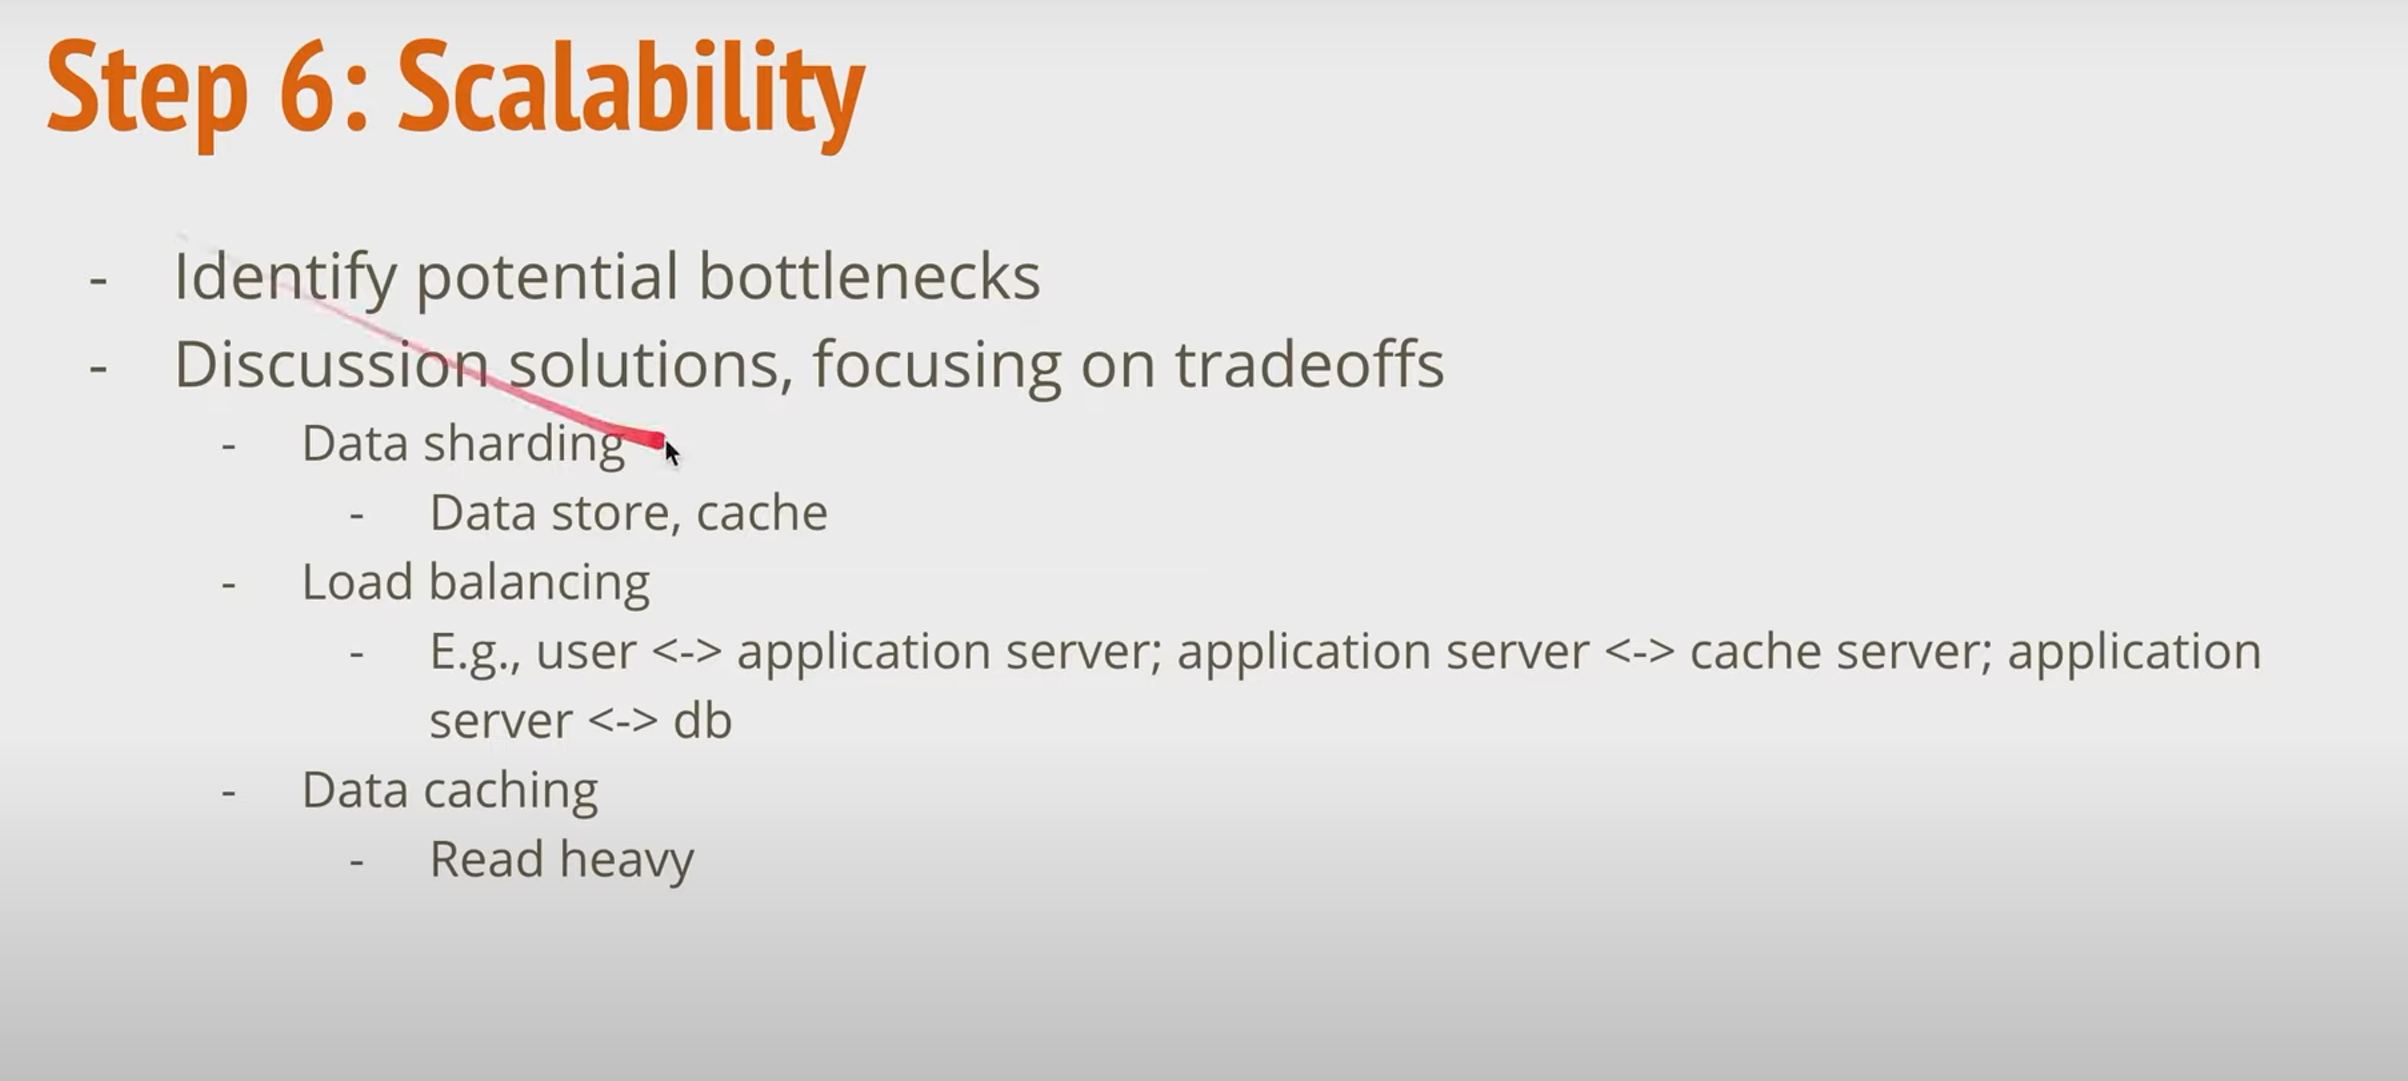 Step 6: Scalability
- Identify potential bottlenecks
- Discussion solutions, focusing on tradeoffs
- Data sharding
- Data store, cache
- Load balancing
- E.g., user <-> application server; application server <-> cache server; application
server <-> db
- Data caching
- Read heavy